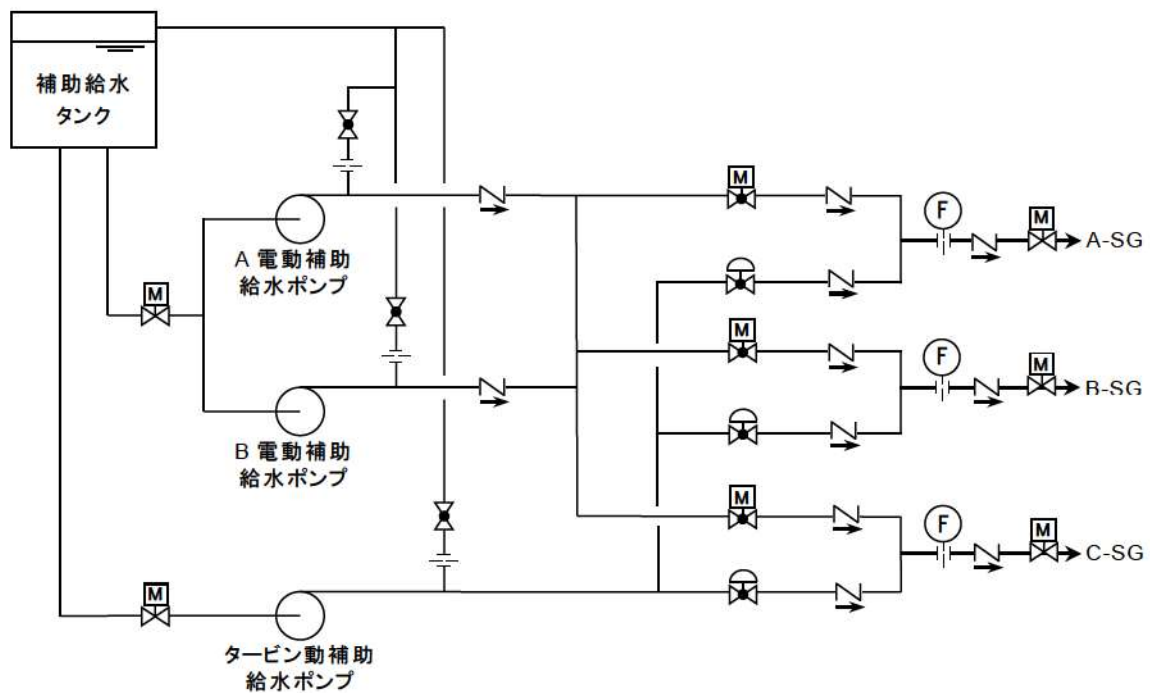 補助給水
タンク
M
F
M
A-SG
A 電動補助
給水ポンプ
M
M
F
M
B-SG
B 電動補助
給水ポンプ
M
F
M
C-SG
M
タービン動補助
給水ポンプ